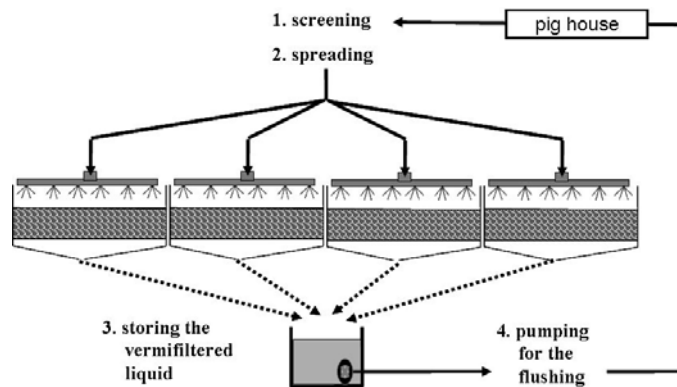 1. screening
pig house
2. spreading
3. storing the
vermifiltered
liquid
4. pumping
for the
flushing